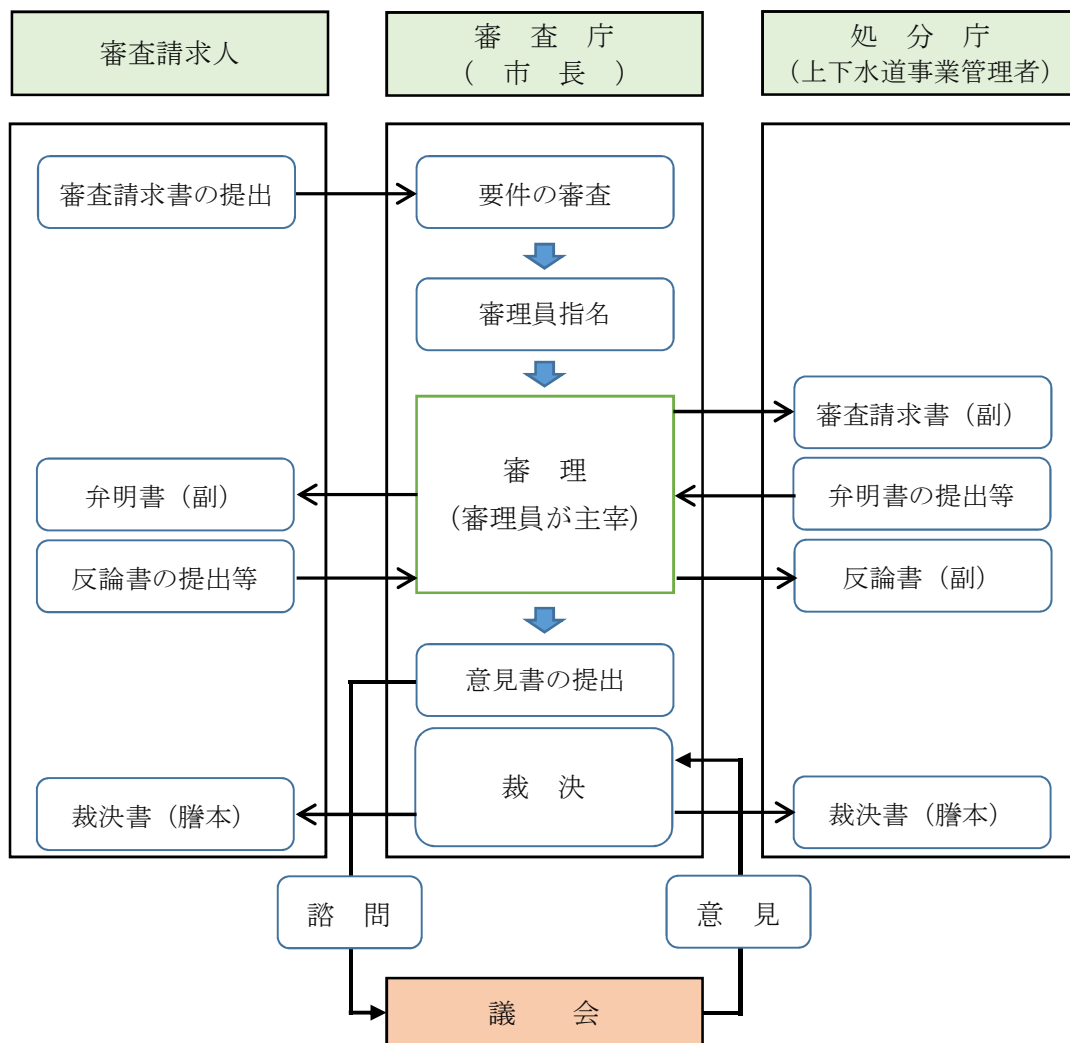 審査請求人
審　査　庁
（　市　長　）
処　分　庁
（上下水道事業管理者）
審査請求書の提出
要件の審査
審理員指名
審　理
（審理員が主宰）
審査請求書（副）
弁明書（副）
弁明書の提出等
反論書の提出等
反論書（副）
意見書の提出
裁　決
裁決書（謄本）
裁決書（謄本）
諮　問
意　見
議　会